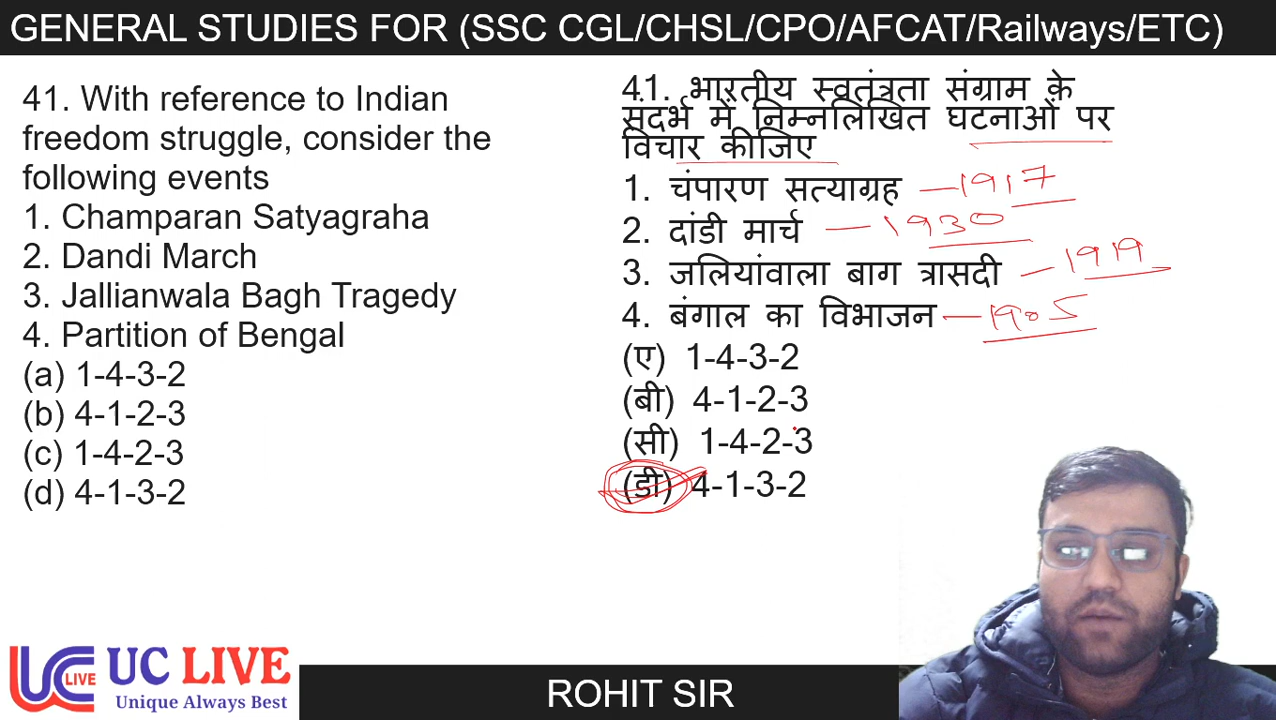 GENERAL STUDIES FOR (SSC CGL/CHSL/CPO/AFCAT/Railways/ETC)
41. With reference to Indian
freedom struggle, consider the
following events
1. Champaran Satyagraha
2. Dandi March
3. Jallianwala Bagh Tragedy
4. Partition of Bengal
(a) 1-4-3-2
(b) 4-1-2-3
(c) 1-4-2-3
(d) 4-1-3-2
41. भारतीय स्वतंत्रता संग्राम के
संदर्भ में निम्नलिखित घटनाओं पर
विचार कीजिए
1. चंपारण सत्याग्रह – 1917
2. दांडी मार्च – 1930
3. जलियांवाला बाग त्रासदी – 1919
4. बंगाल का विभाजन – 1905
(ए) 1-4-3-2
(बी) 4-1-2-3
(सी) 1-4-2-3
(डी) 4-1-3-2
UC LIVE
LIVE
Unique Always Best
ROHIT SIR